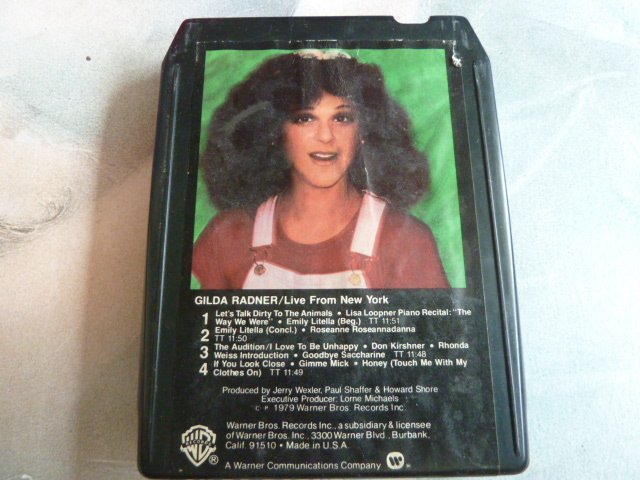 GILDA RADNER/Live From New York
1 Let's Talk Dirty To The Animals • Lisa Loopner Piano Recital: "The
Way We Were" • Emily Litella (Beg.) TT 11:51
2 Emily Litella (Concl.) • Roseanne Roseannadanna
TT 11:50
3 The Audition/I Love To Be Unhappy • Don Kirshner • Rhonda
Weiss Introduction • Goodbye Saccharine TT 11:48
4 If You Look Close • Gimme Mick • Honey (Touch Me With My
Clothes On) TT 11:49
Produced by Jerry Wexler, Paul Shaffer & Howard Shore
Executive Producer: Lorne Michaels
© ℗ 1979 Warner Bros. Records Inc.
Warner Bros. Records Inc., a subsidiary & licensee
of Warner Bros. Inc., 3300 Warner Blvd., Burbank,
Calif. 91510 • Made in U.S.A.
A Warner Communications Company